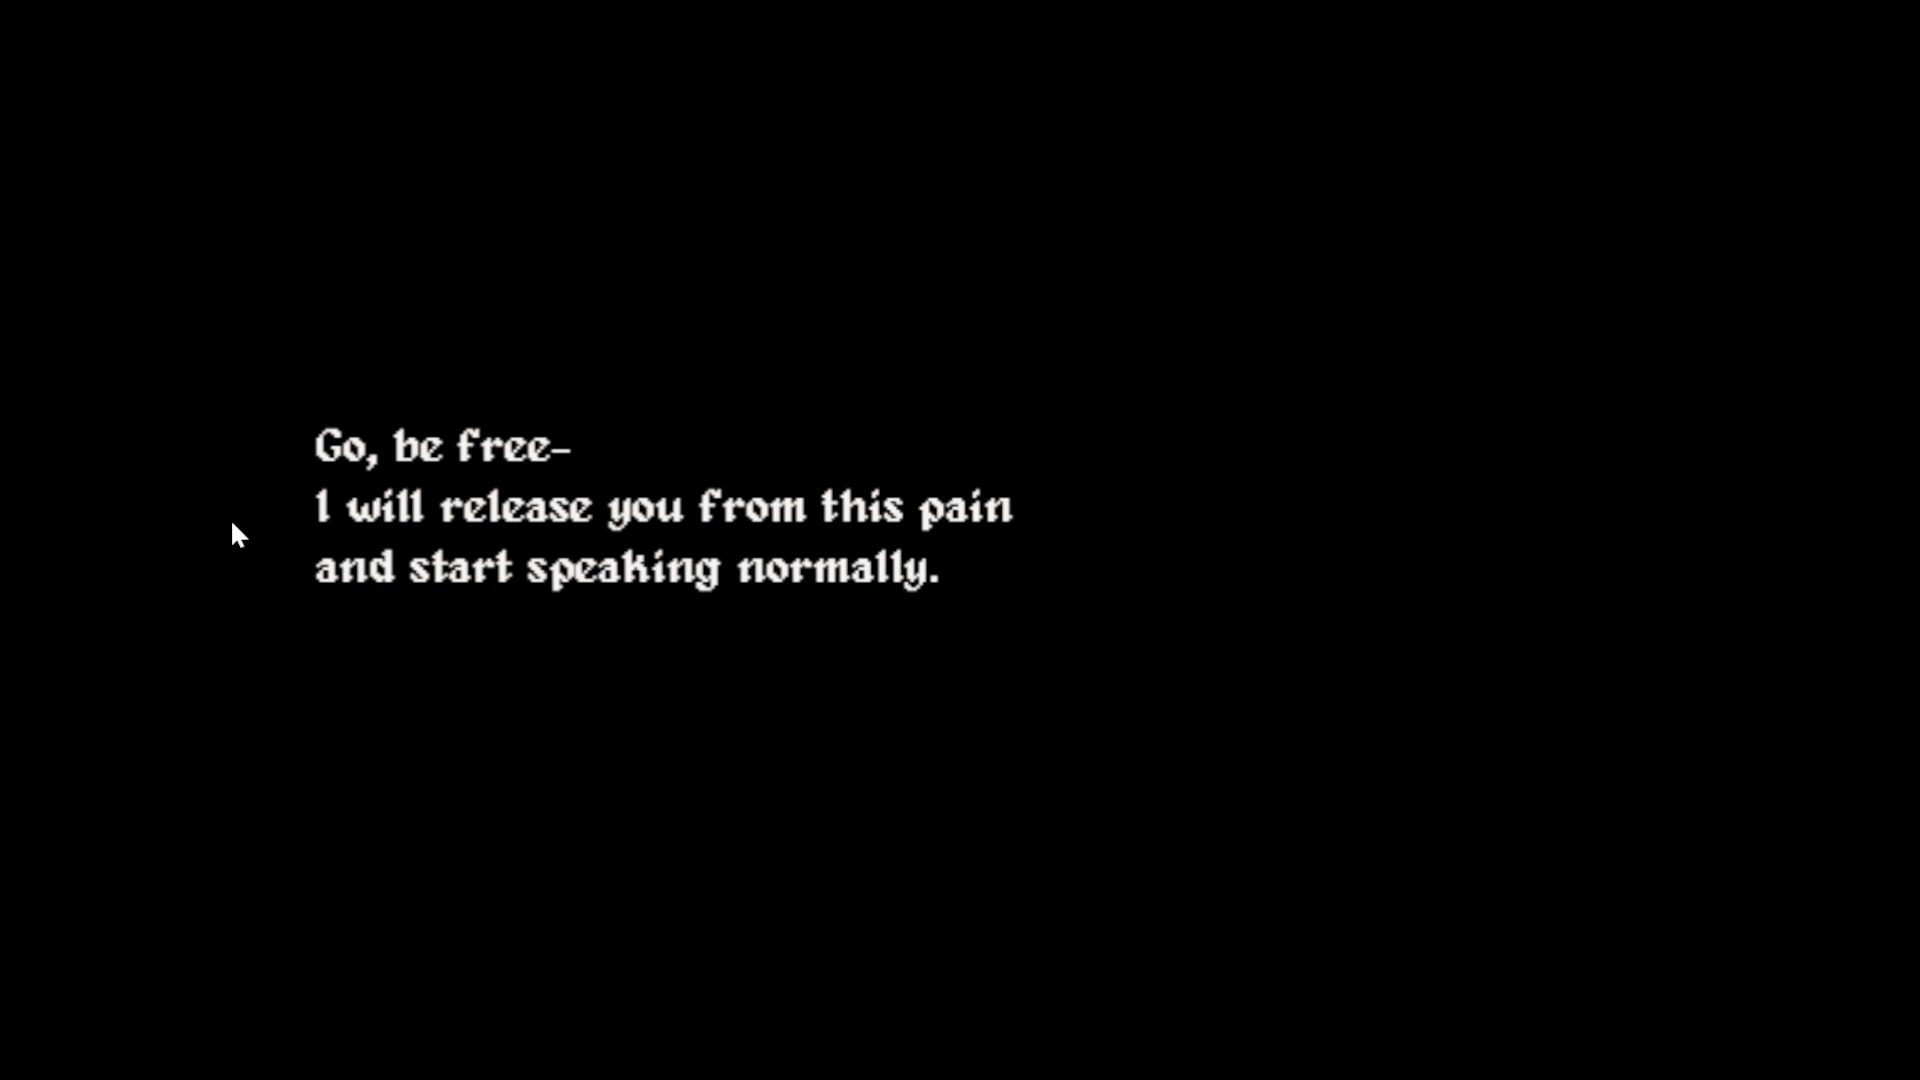 Go, be free-
I will release you from this pain
and start speaking normally.